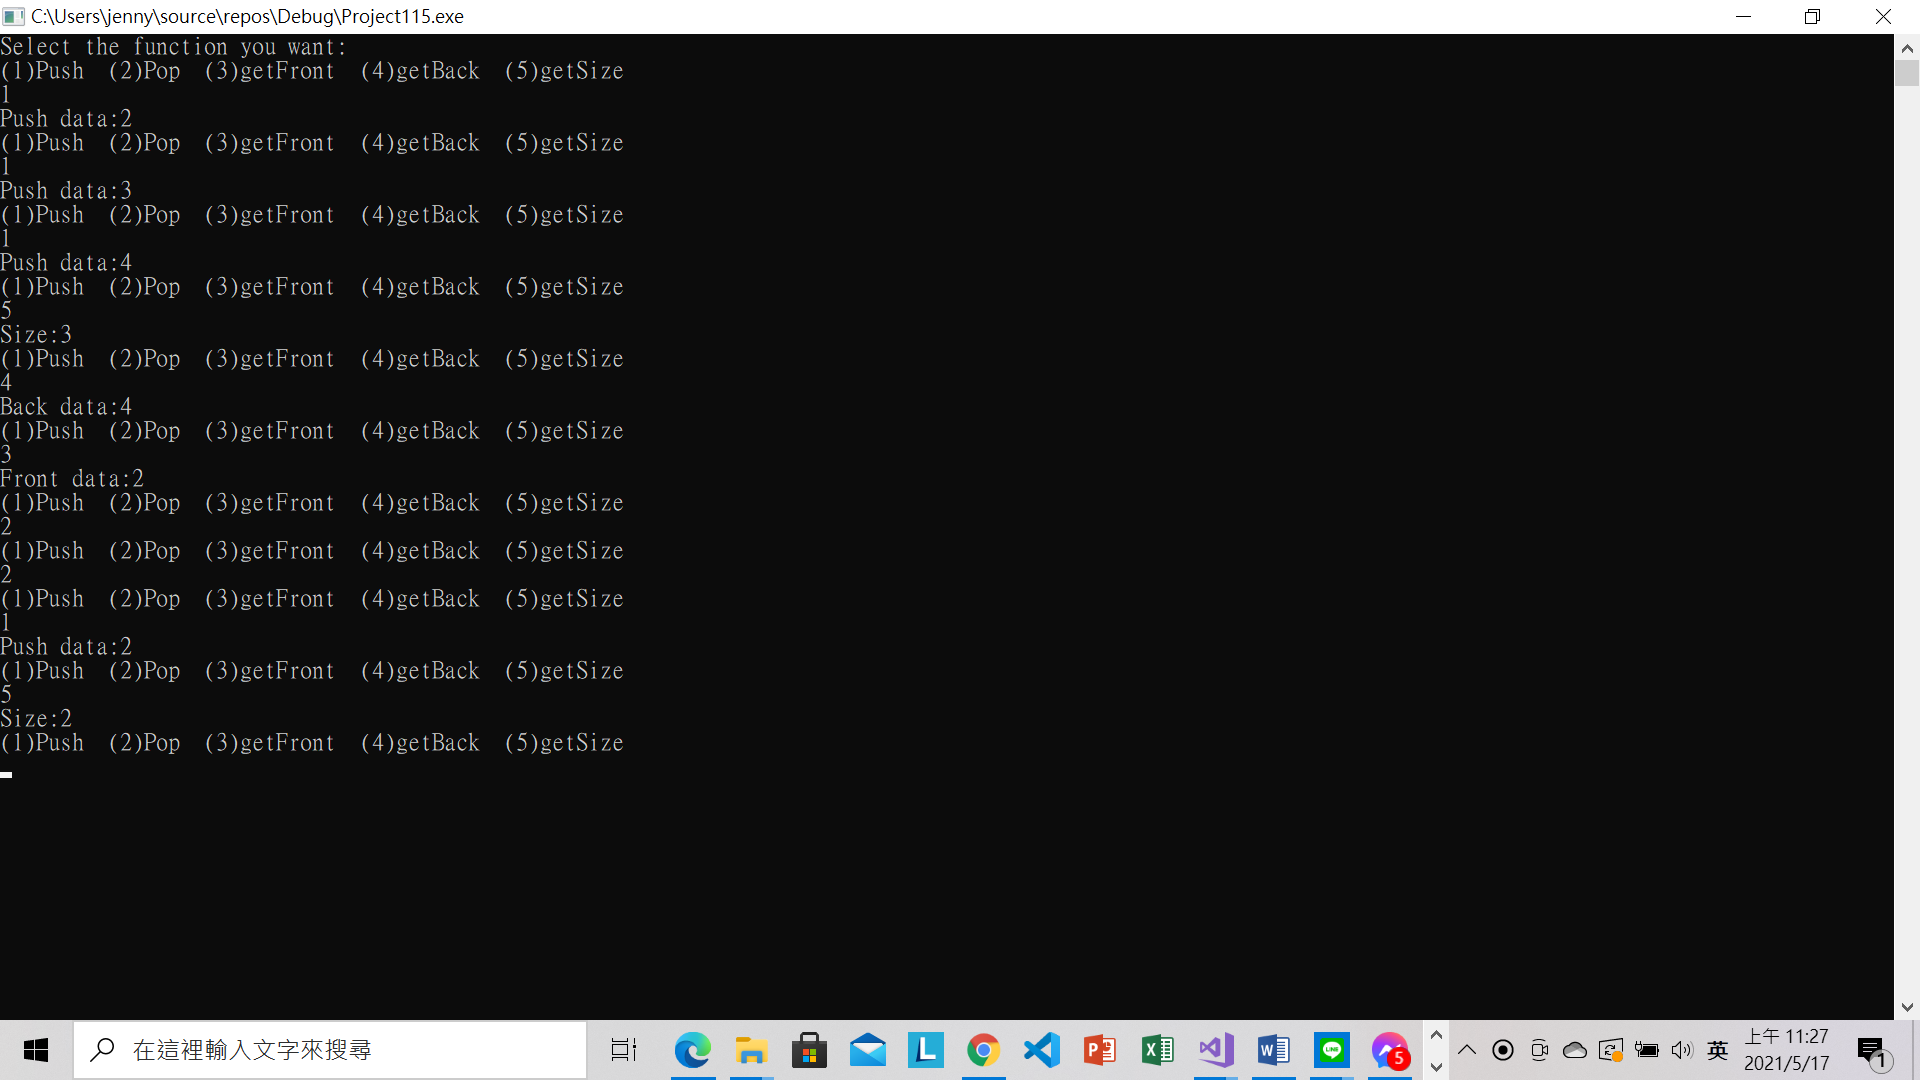 C:\Users\jenny\source\repos\Debug\Project115.exe
Select the function you want:
(1)Push (2)Pop (3)getFront (4)getBack (5)getSize
1
Push data:2
(1)Push (2)Pop (3)getFront (4)getBack (5)getSize
1
Push data:3
(1)Push (2)Pop (3)getFront (4)getBack (5)getSize
1
Push data:4
(1)Push (2)Pop (3)getFront (4)getBack (5)getSize
5
Size:3
(1)Push (2)Pop (3)getFront (4)getBack (5)getSize
4
Back data:4
(1)Push (2)Pop (3)getFront (4)getBack (5)getSize
3
Front data:2
(1)Push (2)Pop (3)getFront (4)getBack (5)getSize
2
(1)Push (2)Pop (3)getFront (4)getBack (5)getSize
2
(1)Push (2)Pop (3)getFront (4)getBack (5)getSize
1
Push data:2
(1)Push (2)Pop (3)getFront (4)getBack (5)getSize
5
Size:2
(1)Push (2)Pop (3)getFront (4)getBack (5)getSize
在這裡輸入文字來搜尋
L
P
X
W
LINE
5
英
上午 11:27
2021/5/17
1